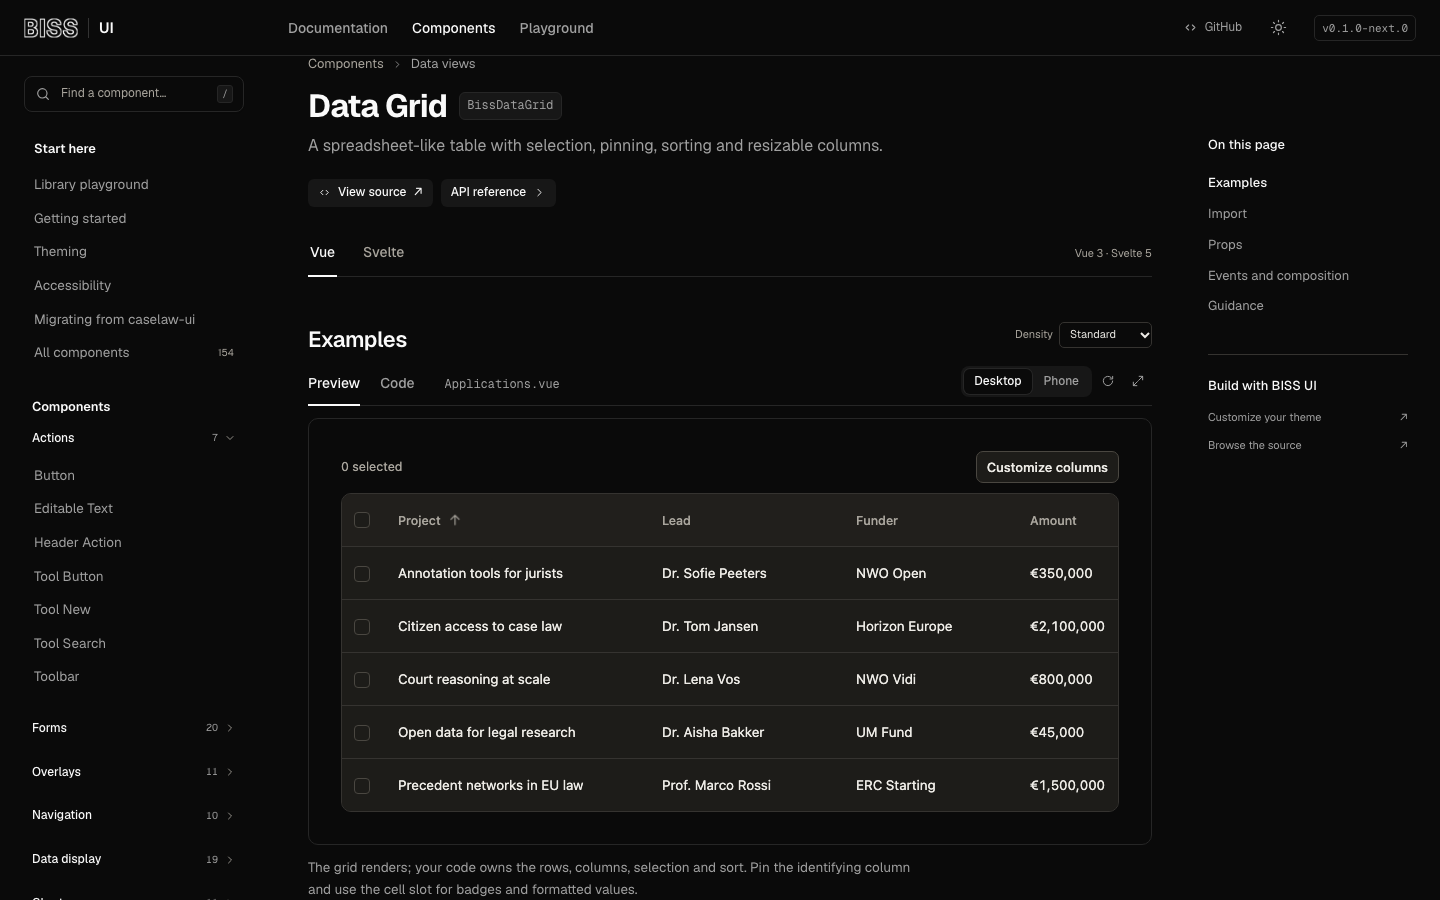 BISS UI Documentation Components Playground GitHub v0.1.0-next.0
Find a component... /
Start here
Library playground
Getting started
Theming
Accessibility
Migrating from caselaw-ui
All components 154
Components
Actions 7
Button
Editable Text
Header Action
Tool Button
Tool New
Tool Search
Toolbar
Forms 20
Overlays 11
Navigation 10
Data display 19
Components > Data views
Data Grid BissDataGrid
A spreadsheet-like table with selection, pinning, sorting and resizable columns.
View source API reference
Vue Svelte Vue 3 · Svelte 5
Examples Density Standard
Preview Code Applications.vue Desktop Phone
0 selected Customize columns
Project Lead Funder Amount
Annotation tools for jurists Dr. Sofie Peeters NWO Open €350,000
Citizen access to case law Dr. Tom Jansen Horizon Europe €2,100,000
Court reasoning at scale Dr. Lena Vos NWO Vidi €800,000
Open data for legal research Dr. Aisha Bakker UM Fund €45,000
Precedent networks in EU law Prof. Marco Rossi ERC Starting €1,500,000
The grid renders; your code owns the rows, columns, selection and sort. Pin the identifying column
and use the cell slot for badges and formatted values.
On this page
Examples
Import
Props
Events and composition
Guidance
Build with BISS UI
Customize your theme
Browse the source